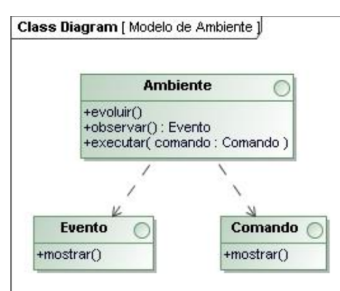 Class Diagram [ Modelo de Ambiente ]
Ambiente
+evoluir()
+observar() : Evento
+executar( comando : Comando )
Evento
+mostrar()
Comando
+mostrar()